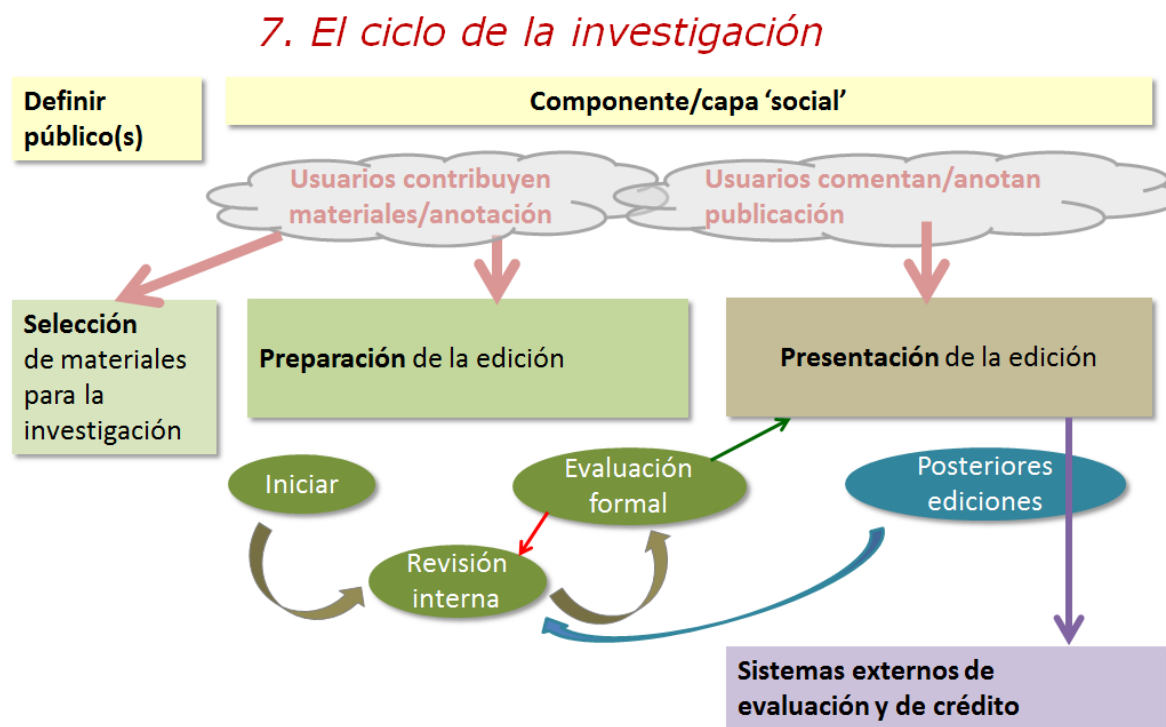 7. El ciclo de la investigación
Definir
público(s)
Componente/capa ‘social’
Usuarios contribuyen
materiales/anotación
Usuarios comentan/anotan
publicación
Selección
de materiales
para la
investigación
Preparación de la edición
Presentación de la edición
Iniciar
Evaluación
formal
Posteriores
ediciones
Revisión
interna
Sistemas externos de
evaluación y de crédito